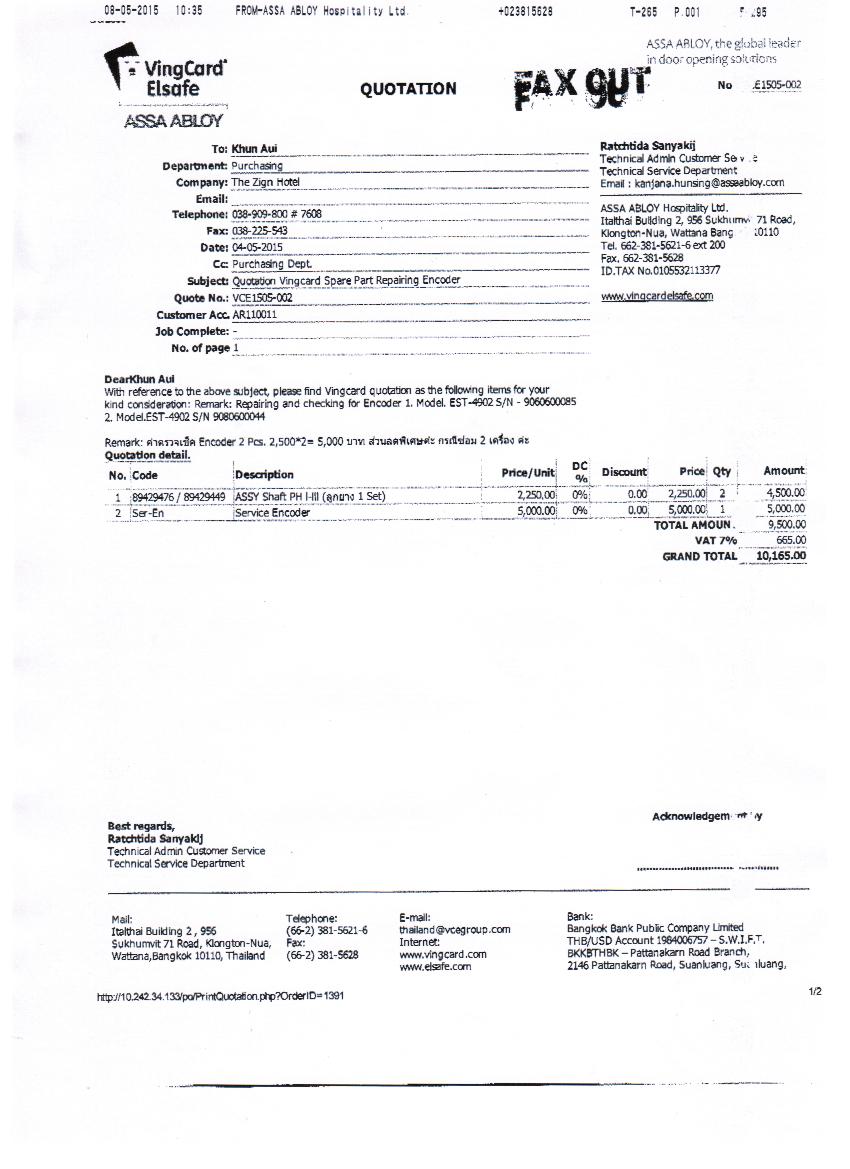 08-05-2015 10:35 FROM-ASSA ABLOY Hospitality Ltd. +023815628 T-265 P.001
ASSA ABLOY, the global leader
in door opening solutions
VingCard
Elsafe
ASSA ABLOY
QUOTATION
FAX OUT
No E1505-002
To: Khun Aui
Department: Purchasing
Company: The Zign Hotel
Email:
Telephone: 038-909-800 # 7608
Fax: 038-225-543
Date: 04-05-2015
Cc: Purchasing Dept.
Subject: Quotation Vingcard Spare Part Repairing Encoder
Quote No.: VCE1505-002
Customer Acc. AR110011
Job Complete: -
No. of page 1
Ratchtida Sanyakij
Technical Admin Customer
Technical Service Department
Email : kanjana.hunsing@assaabloy.com
ASSA ABLOY Hospitality Ltd.
Italthai Building 2, 956 Sukhumvi 71 Road,
Klongton-Nua, Wattana Bang 10110
Tel. 662-381-5621-6 ext 200
Fax. 662-381-5628
ID.TAX No.0105532113377
www.vingcardelsafe.com
DearKhun Aui
With reference to the above subject, please find Vingcard quotation as the following items for your
kind consideration: Remark: Repairing and checking for Encoder 1. Model. EST-4902 S/N - 9060600085
2. Model.EST-4902 S/N 9080600044
Remark: ค่าตรวจเช็ค Encoder 2 Pcs. 2,500*2= 5,000 บาท ส่วนลดพิเศษค่ะ กรณีซ่อม 2 เครื่อง ค่ะ
Quotation detail.
No. Code Description Price/Unit DC % Discount Price Qty Amount
1 89429476 / 89429449 ASSY Shaft PH I-III (ลูกยาง 1 Set) 2,250.00 0% 0.00 2,250.00 2 4,500.00
2 Ser-En Service Encoder 5,000.00 0% 0.00 5,000.00 1 5,000.00
TOTAL AMOUN 9,500.00
VAT 7% 665.00
GRAND TOTAL 10,165.00
Best regards,
Ratchtida Sanyakij
Technical Admin Customer Service
Technical Service Department
Mail:
Italthai Building 2 , 956
Sukhumvit 71 Road, Klongton-Nua,
Wattana,Bangkok 10110, Thailand
Telephone:
(66-2) 381-5621-6
Fax:
(66-2) 381-5628
E-mail:
thailand@vcegroup.com
Internet:
www.vingcard.com
www.elsafe.com
Bank:
Bangkok Bank Public Company Limited
THB/USD Account 1984006757 – S.W.I.F.T.
BKKBTHBK – Pattanakarn Road Branch,
2146 Pattanakarn Road, Suanluang,
http://10.242.34.133/po/PrintQuotation.php?OrderID=1391
1/2